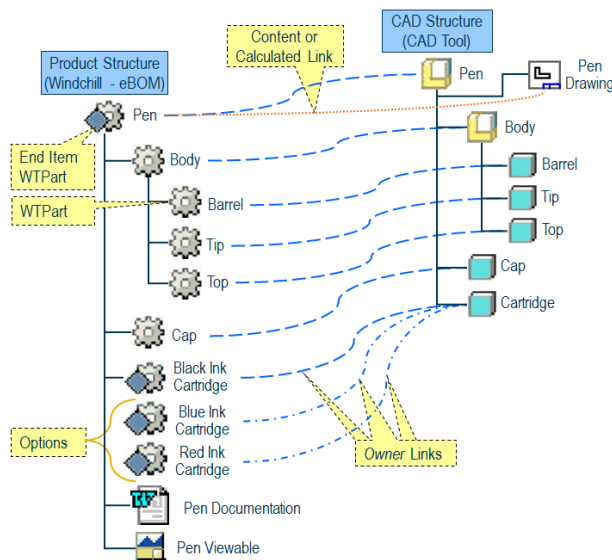 Content or
Calculated Link
CAD Structure
(CAD Tool)
Product Structure
(Windchill - eBOM)
Pen
Pen
Drawing
Pen
End Item
WTPart
Body
Body
WTPart
Barrel
Barrel
Tip
Tip
Top
Top
Cap
Cap
Cartridge
Black Ink
Cartridge
Options
Blue Ink
Cartridge
Red Ink
Cartridge
Owner Links
Pen Documentation
Pen Viewable